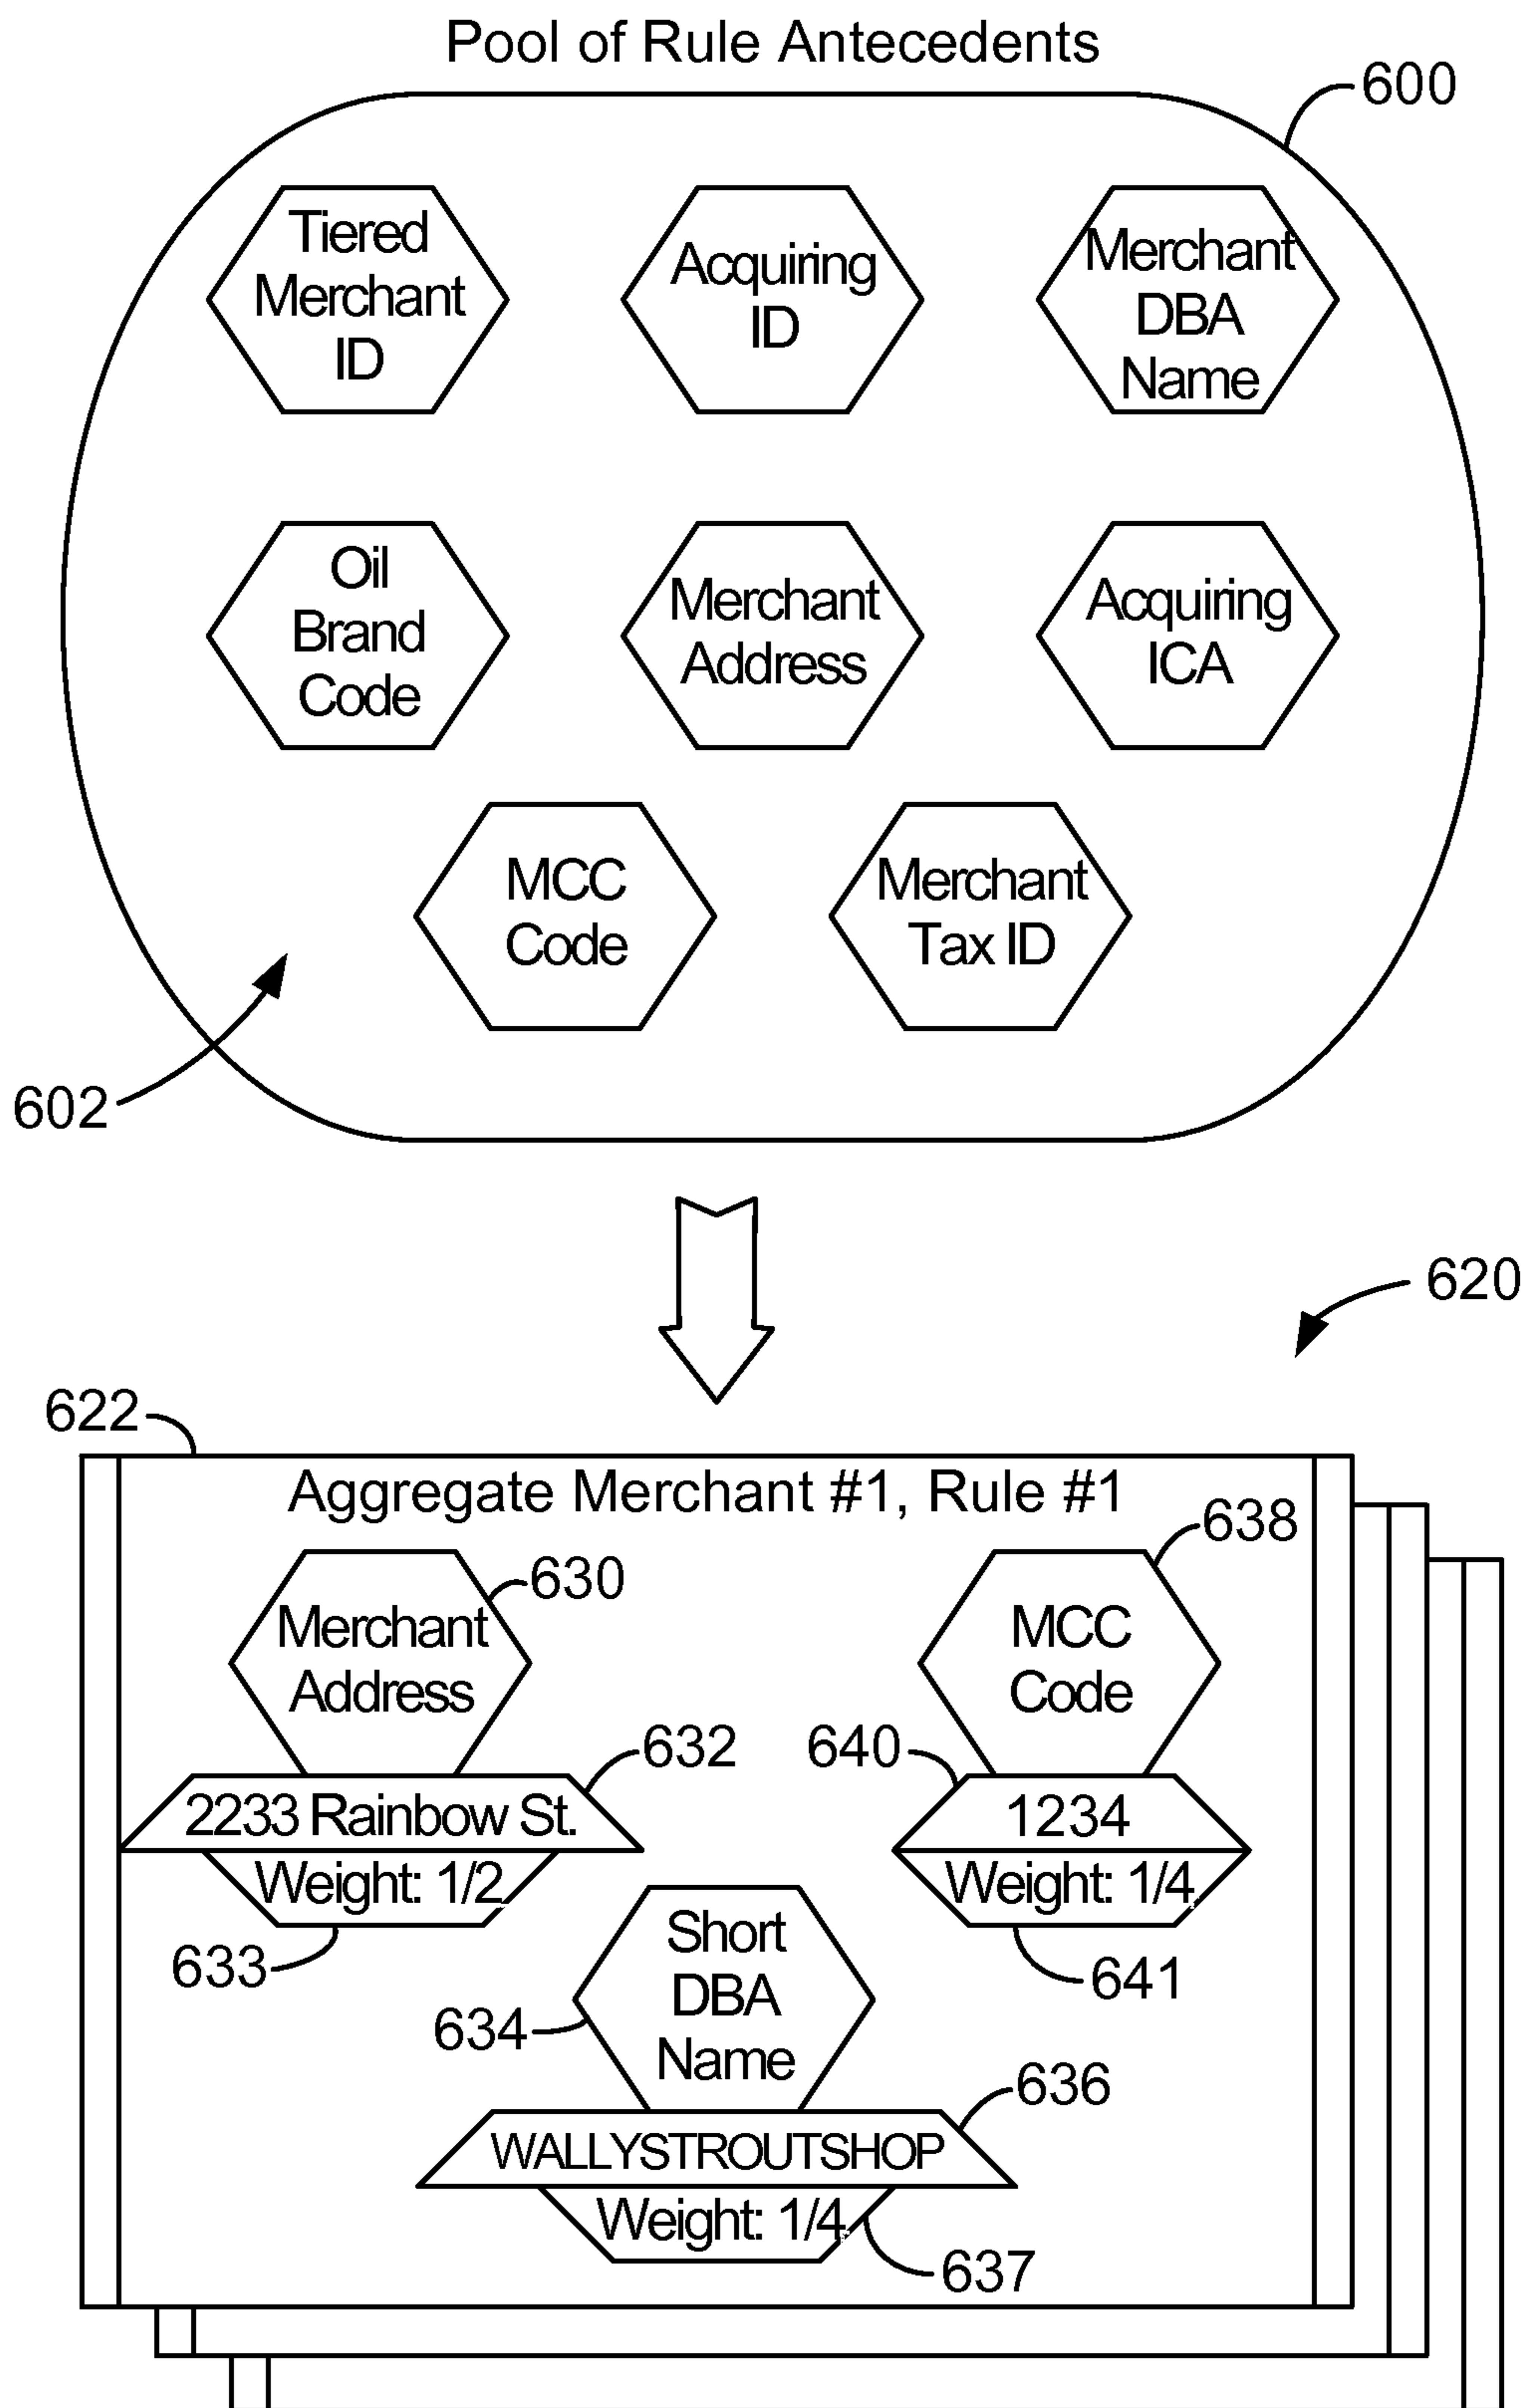 Pool of Rule Antecedents
600
Tiered
Merchant
ID
Acquiring
ID
Merchant
DBA
Name
Oil
Brand
Code
Merchant
Address
Acquiring
ICA
MCC
Code
Merchant
Tax ID
602
620
622
Aggregate Merchant #1, Rule #1
638
630
Merchant
Address
MCC
Code
632
640
2233 Rainbow St.
1234
Weight: 1/2
Weight: 1/4
633
641
Short
DBA
Name
634
636
WALLYSTROUTSHOP
Weight: 1/4
637